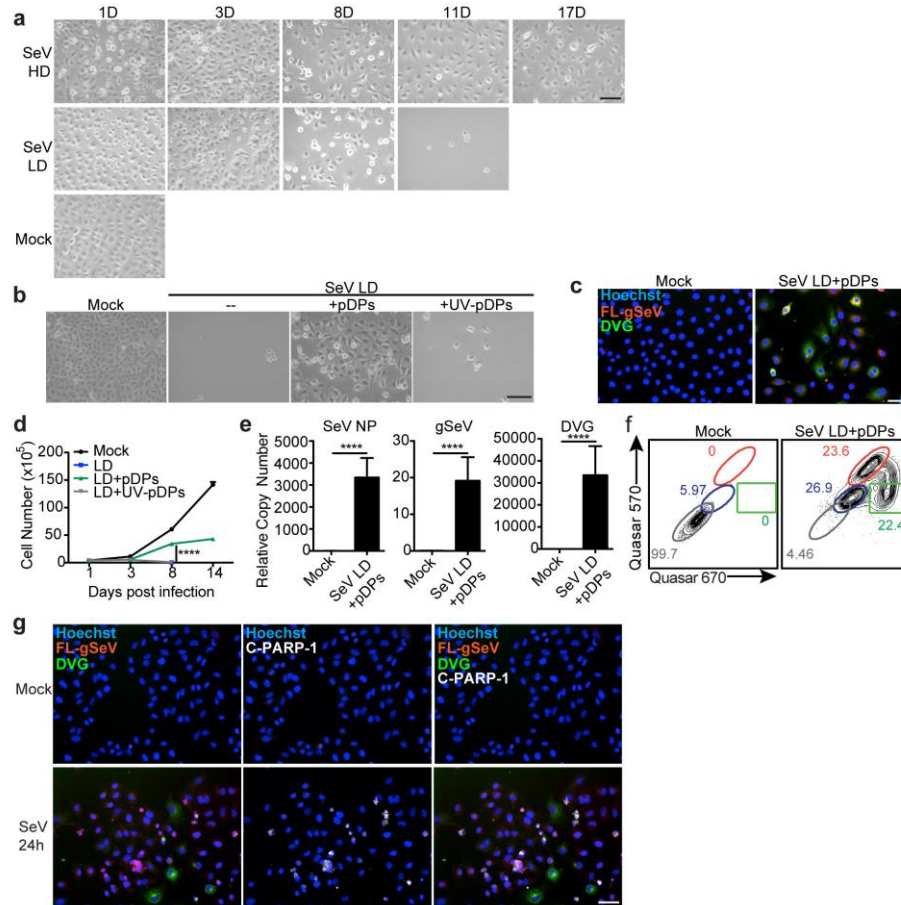 a
1D 3D 8D 11D 17D
SeV
HD
SeV
LD
Mock
b
SeV LD
Mock -- +pDPs +UV-pDPs
c
Mock SeV LD+pDPs
Hoechst
FL-gSeV
DVG
d
Cell Number (x10^5)
200
150
100
50
0
1 3 8 14
Days post infection
Mock
LD
LD+pDPs
LD+UV-pDPs
****
e
Relative Copy Number
SeV NP
5000
4000
3000
2000
1000
0
****
Mock
SeV LD
+pDPs
gSeV
30
20
10
0
****
Mock
SeV LD
+pDPs
DVG
50000
40000
30000
20000
10000
0
****
Mock
SeV LD
+pDPs
f
Mock SeV LD+pDPs
Quasar 570
Quasar 670
0
5.97
0
99.7
23.6
26.9
22.4
4.46
g
Mock
Hoechst
FL-gSeV
DVG
Hoechst
C-PARP-1
Hoechst
FL-gSeV
DVG
C-PARP-1
SeV
24h